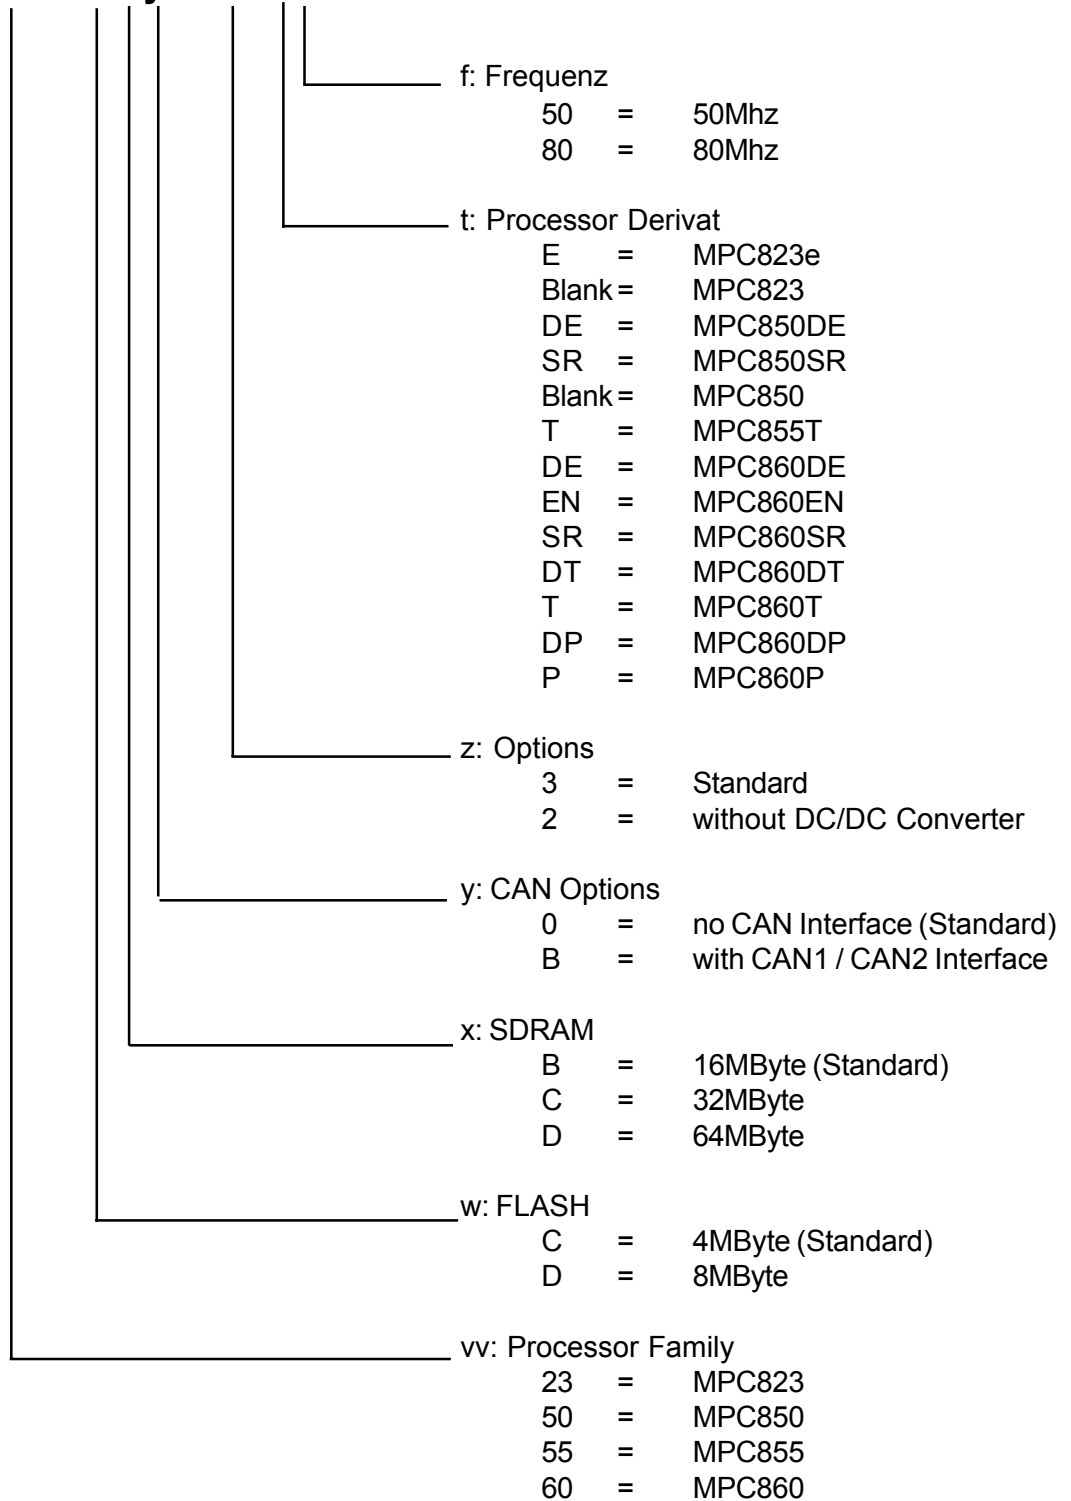 f: Frequenz
50 = 50Mhz
80 = 80Mhz
t: Processor Derivat
E = MPC823e
Blank = MPC823
DE = MPC850DE
SR = MPC850SR
Blank = MPC850
T = MPC855T
DE = MPC860DE
EN = MPC860EN
SR = MPC860SR
DT = MPC860DT
T = MPC860T
DP = MPC860DP
P = MPC860P
z: Options
3 = Standard
2 = without DC/DC Converter
y: CAN Options
0 = no CAN Interface (Standard)
B = with CAN1 / CAN2 Interface
x: SDRAM
B = 16MByte (Standard)
C = 32MByte
D = 64MByte
w: FLASH
C = 4MByte (Standard)
D = 8MByte
vv: Processor Family
23 = MPC823
50 = MPC850
55 = MPC855
60 = MPC860